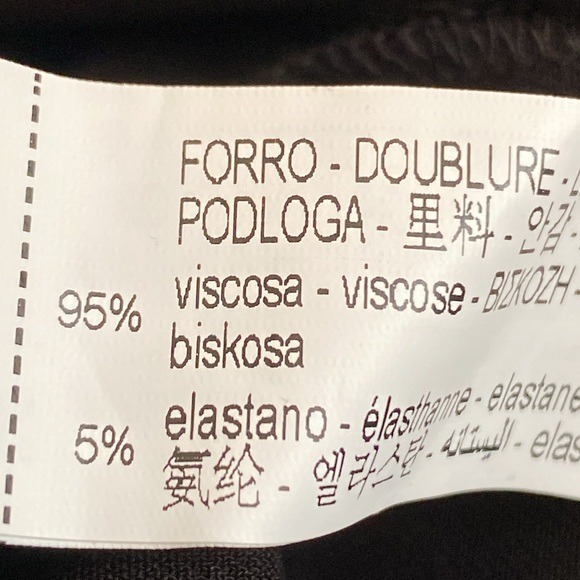 FORRO - DOUBLURE -
PODLOGA - 里料 - 안감 -
95% viscosa - viscose - ΒΙΣΚΟΖΗ -
biskosa
5% elastano - élasthanne - elastane
氨纶 - 엘라스탄 - الیستانه - elas